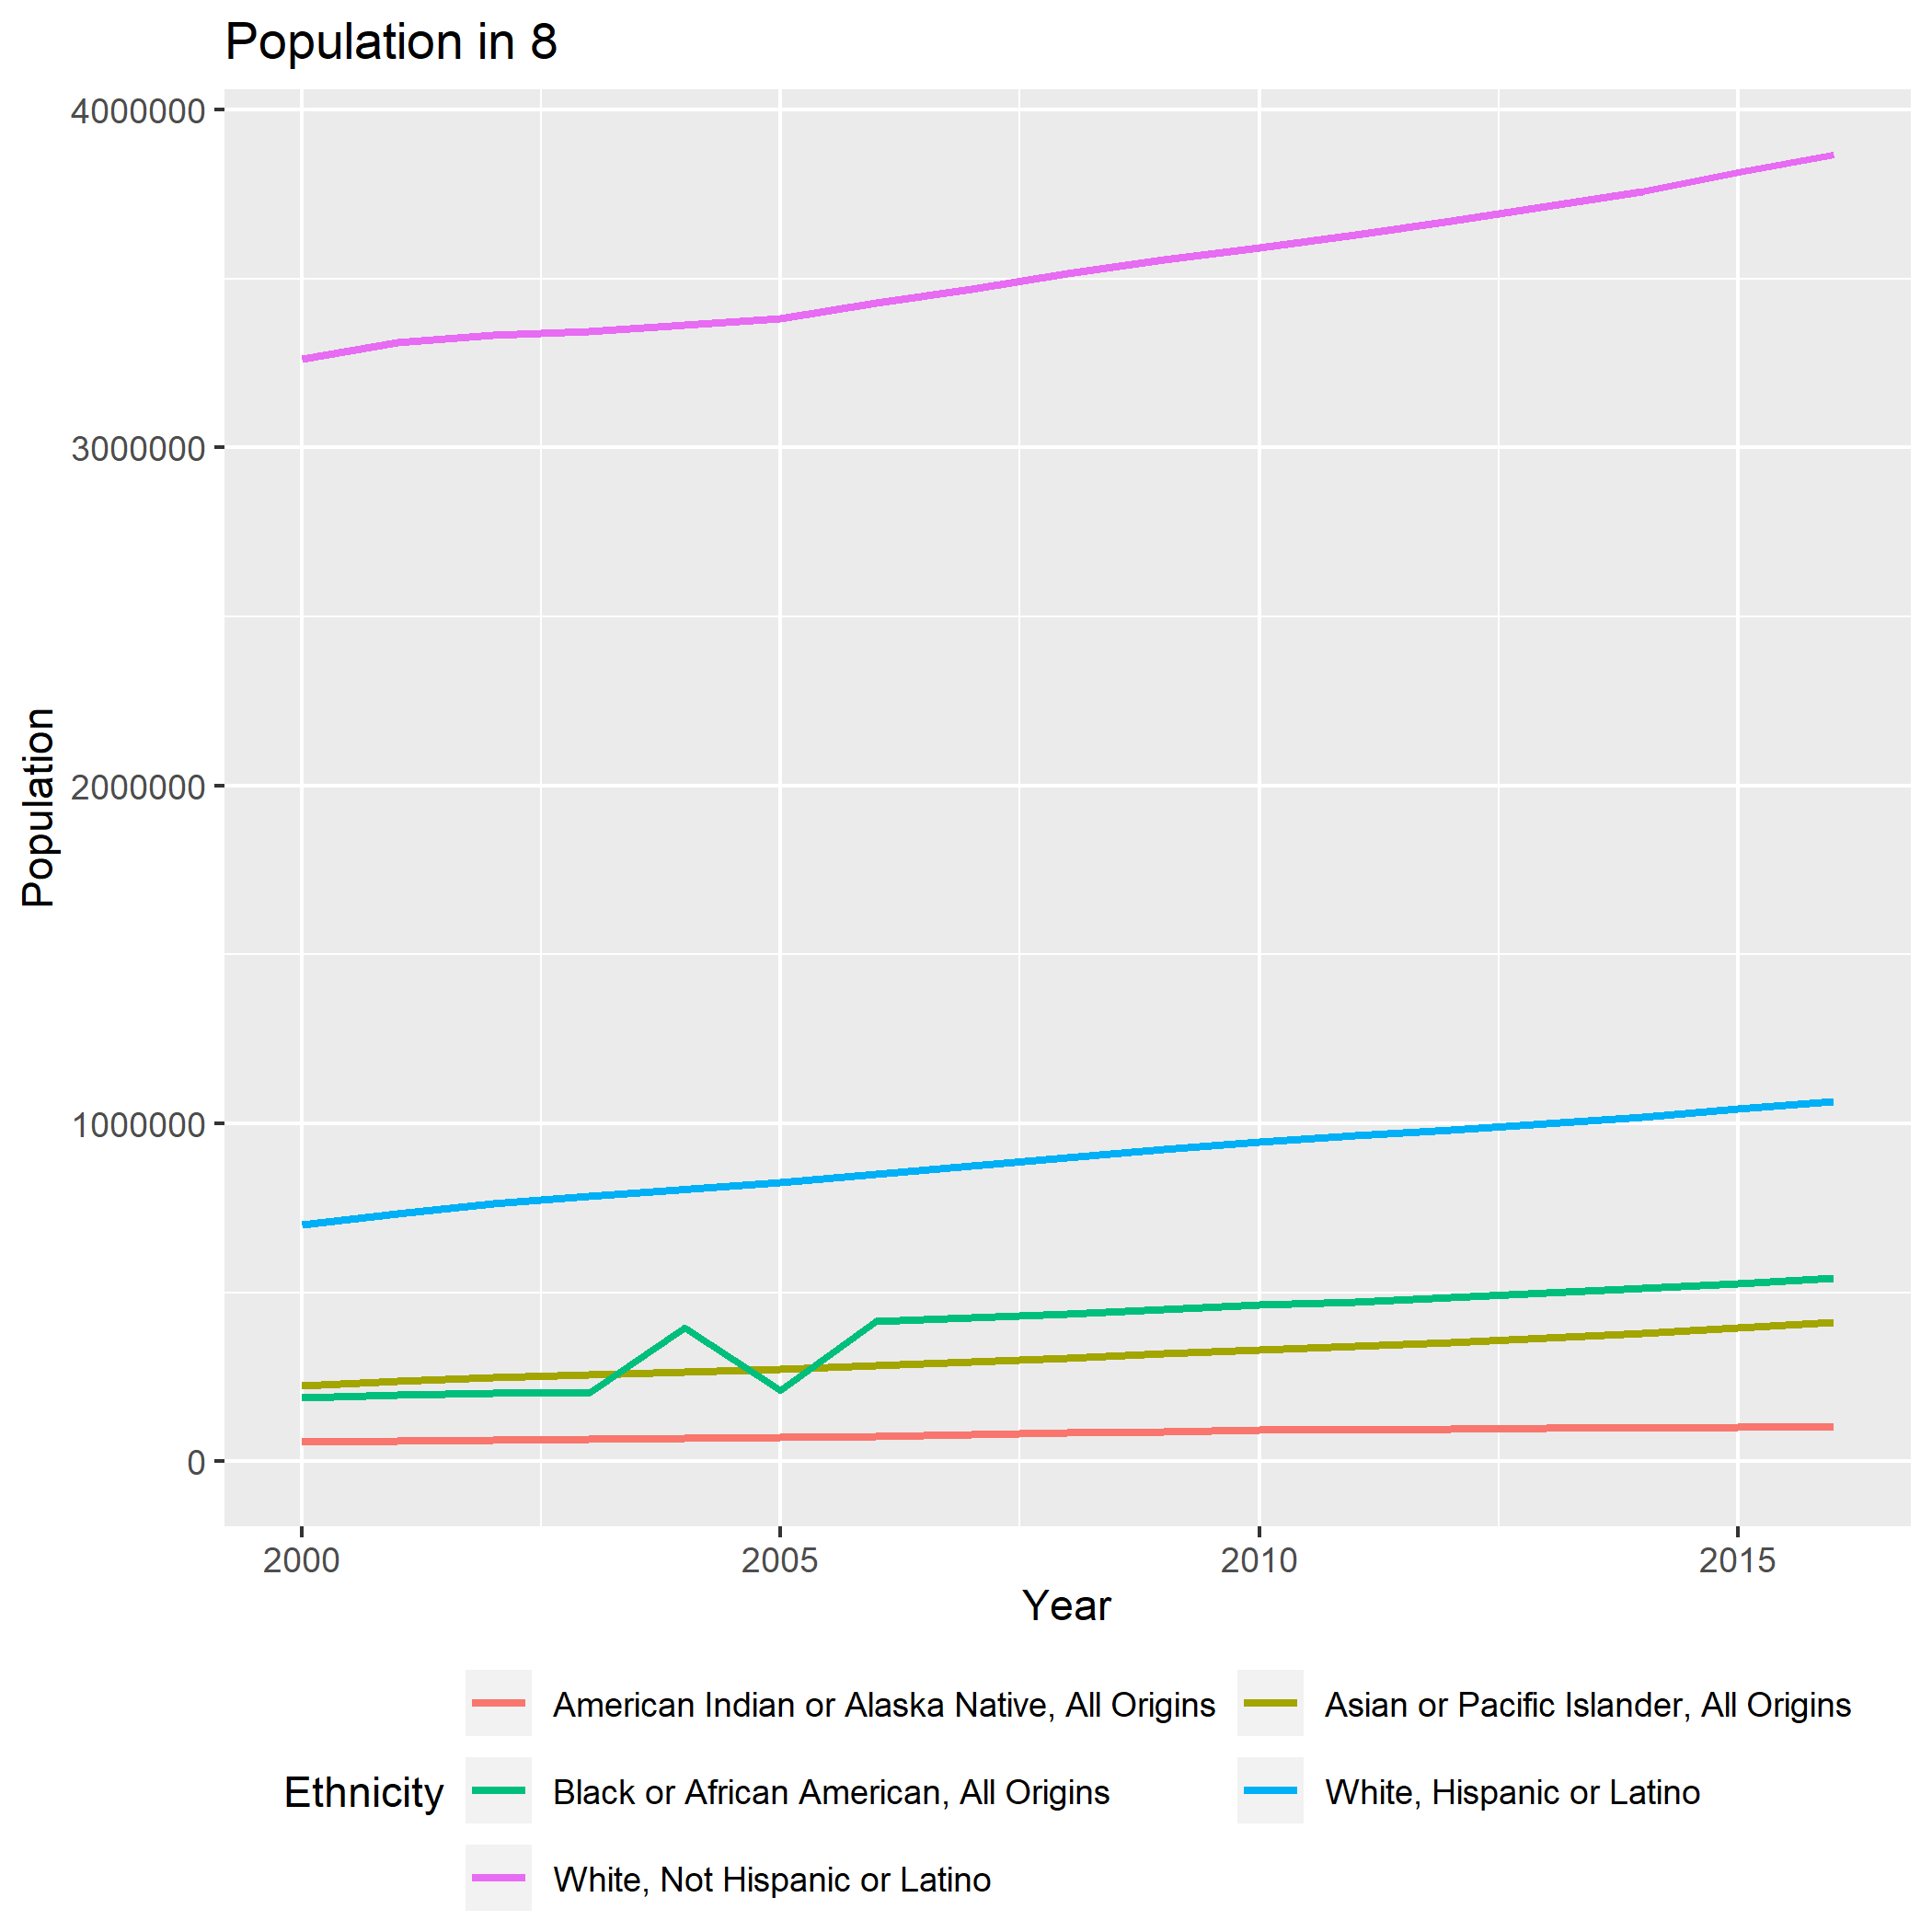 Population in 8
4000000
3000000
2000000
1000000
0
Population
2000 2005 2010 2015
Year
Ethnicity
American Indian or Alaska Native, All Origins
Asian or Pacific Islander, All Origins
Black or African American, All Origins
White, Hispanic or Latino
White, Not Hispanic or Latino